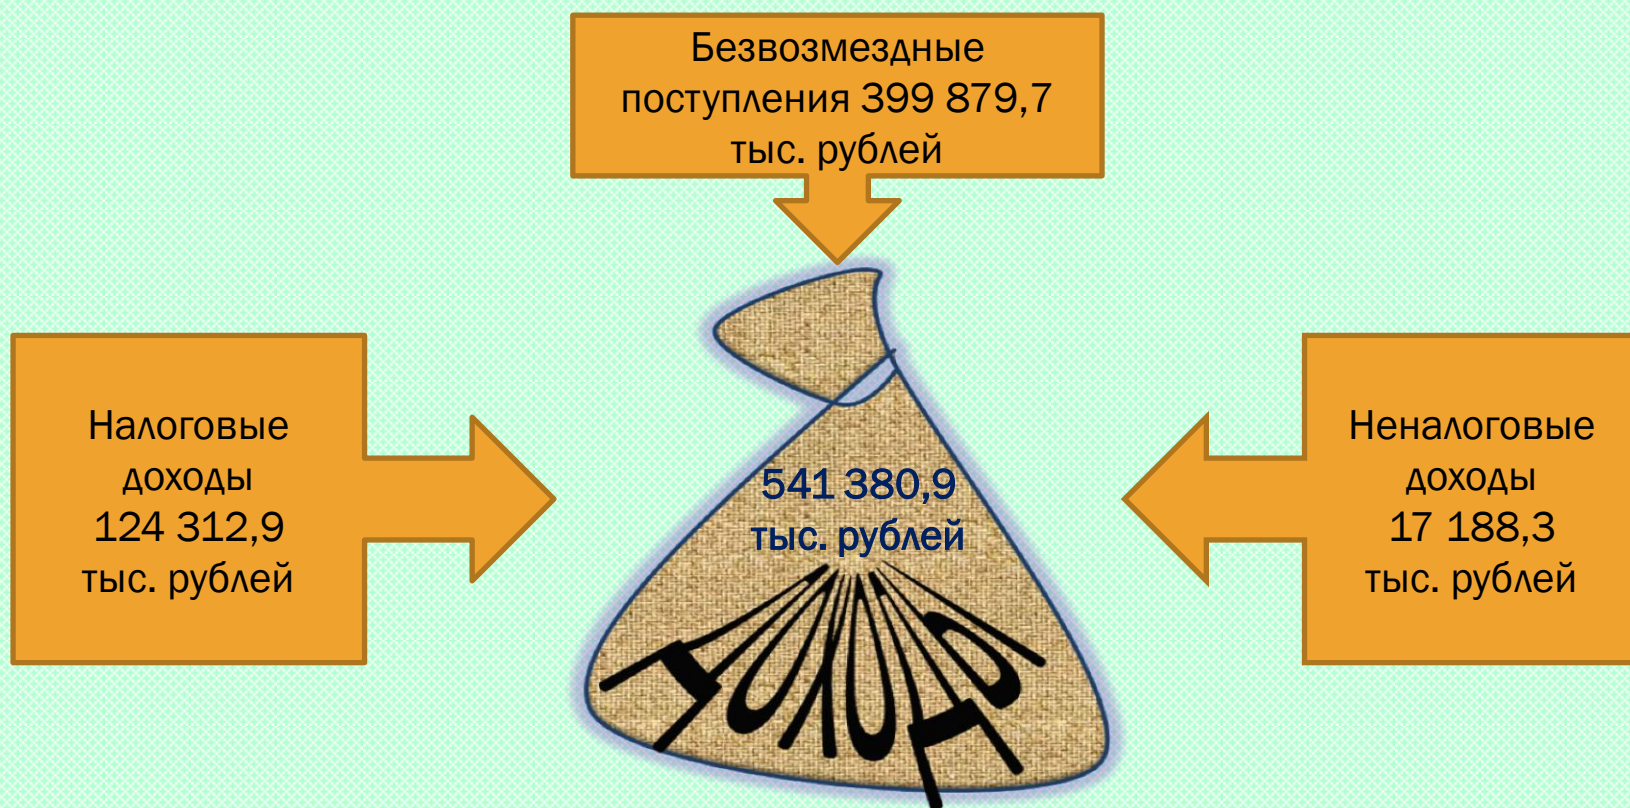 Безвозмездные
поступления 399 879,7
тыс. рублей
Налоговые
доходы
124 312,9
тыс. рублей
541 380,9
тыс. рублей
ДОХОДЫ
Неналоговые
доходы
17 188,3
тыс. рублей